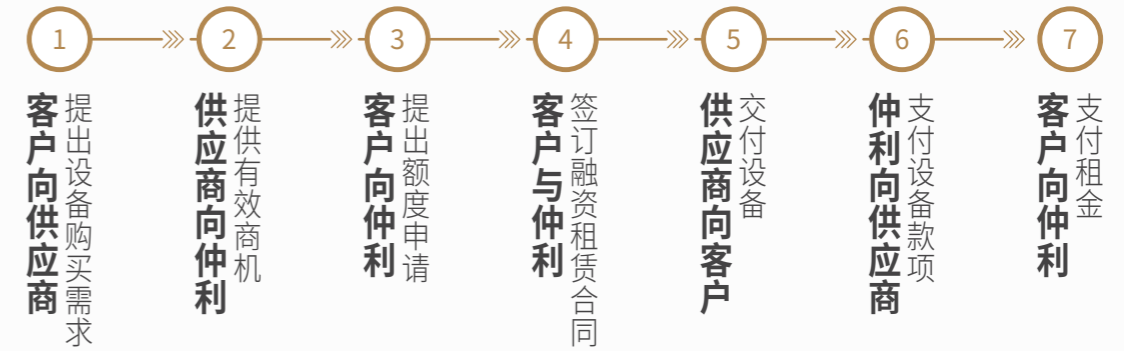 1
客户向供应商
提出设备购买需求
2
供应商向仲利
提供有效商机
3
客户向仲利
提出额度申请
4
客户与仲利
签订融资租赁合同
5
供应商向客户
交付设备
6
仲利向供应商
支付设备款项
7
客户向仲利
支付租金